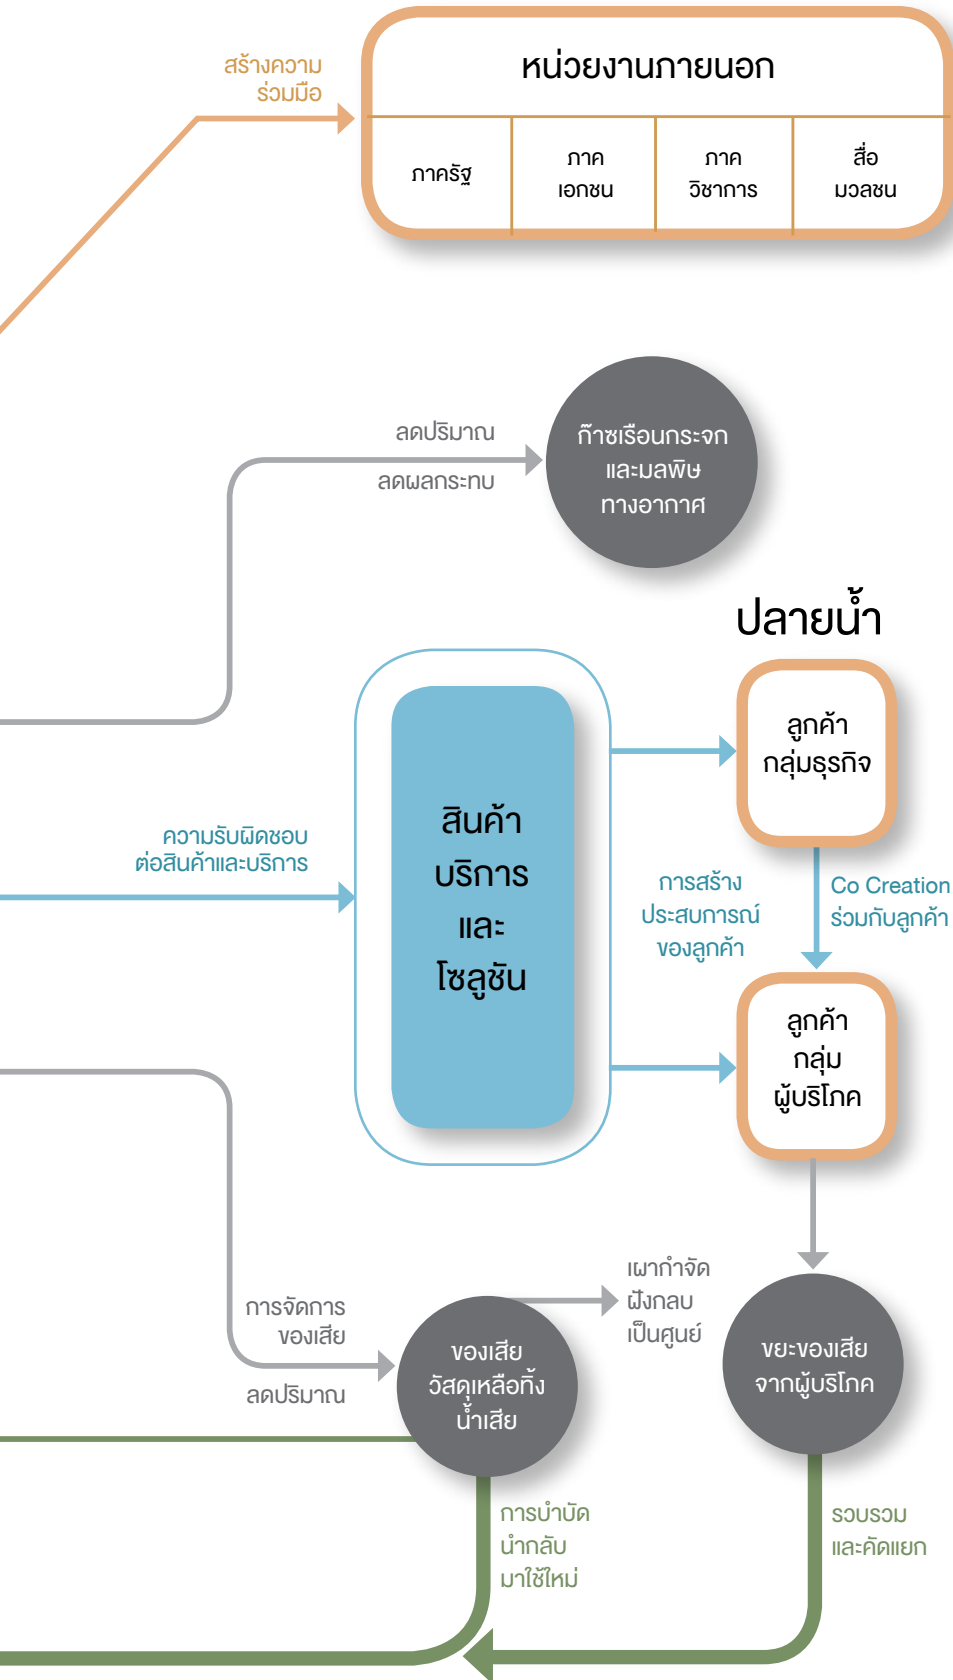 สร้างความ
ร่วมมือ
หน่วยงานภายนอก
ภาครัฐ
ภาค
เอกชน
ภาค
วิชาการ
สื่อ
มวลชน
ลดปริมาณ
ลดผลกระทบ
ก๊าซเรือนกระจก
และมลพิษ
ทางอากาศ
ปลายน้ำ
ลูกค้า
กลุ่มธุรกิจ
สินค้า
บริการ
และ
โซลูชัน
ความรับผิดชอบ
ต่อสินค้าและบริการ
การสร้าง
ประสบการณ์
ของลูกค้า
Co Creation
ร่วมกับลูกค้า
ลูกค้า
กลุ่ม
ผู้บริโภค
เผากำจัด
ฝังกลบ
เป็นศูนย์
การจัดการ
ของเสีย
ลดปริมาณ
ของเสีย
วัสดุเหลือทิ้ง
น้ำเสีย
ขยะของเสีย
จากผู้บริโภค
การบำบัด
นำกลับ
มาใช้ใหม่
รวบรวม
และคัดแยก